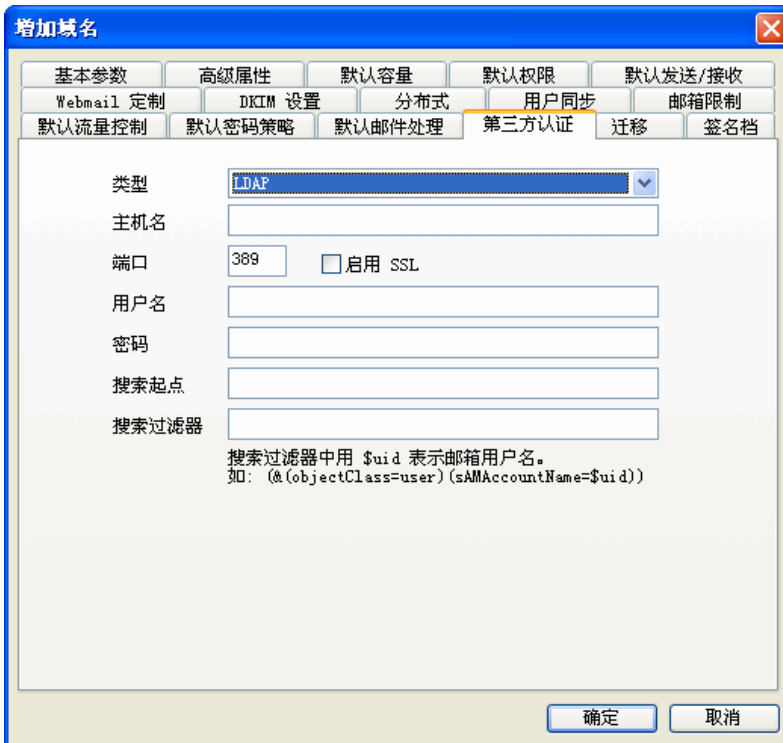 增加域名
基本参数 高级属性 默认容量 默认权限 默认发送/接收
Webmail 定制 DKIM 设置 分布式 用户同步 邮箱限制
默认流量控制 默认密码策略 默认邮件处理 第三方认证 迁移 签名档
类型 LDAP
主机名
端口 389 启用 SSL
用户名
密码
搜索起点
搜索过滤器
搜索过滤器中用 $uid 表示邮箱用户名。
如: (&(objectClass=user)(sAMAccountName=$uid))
确定 取消